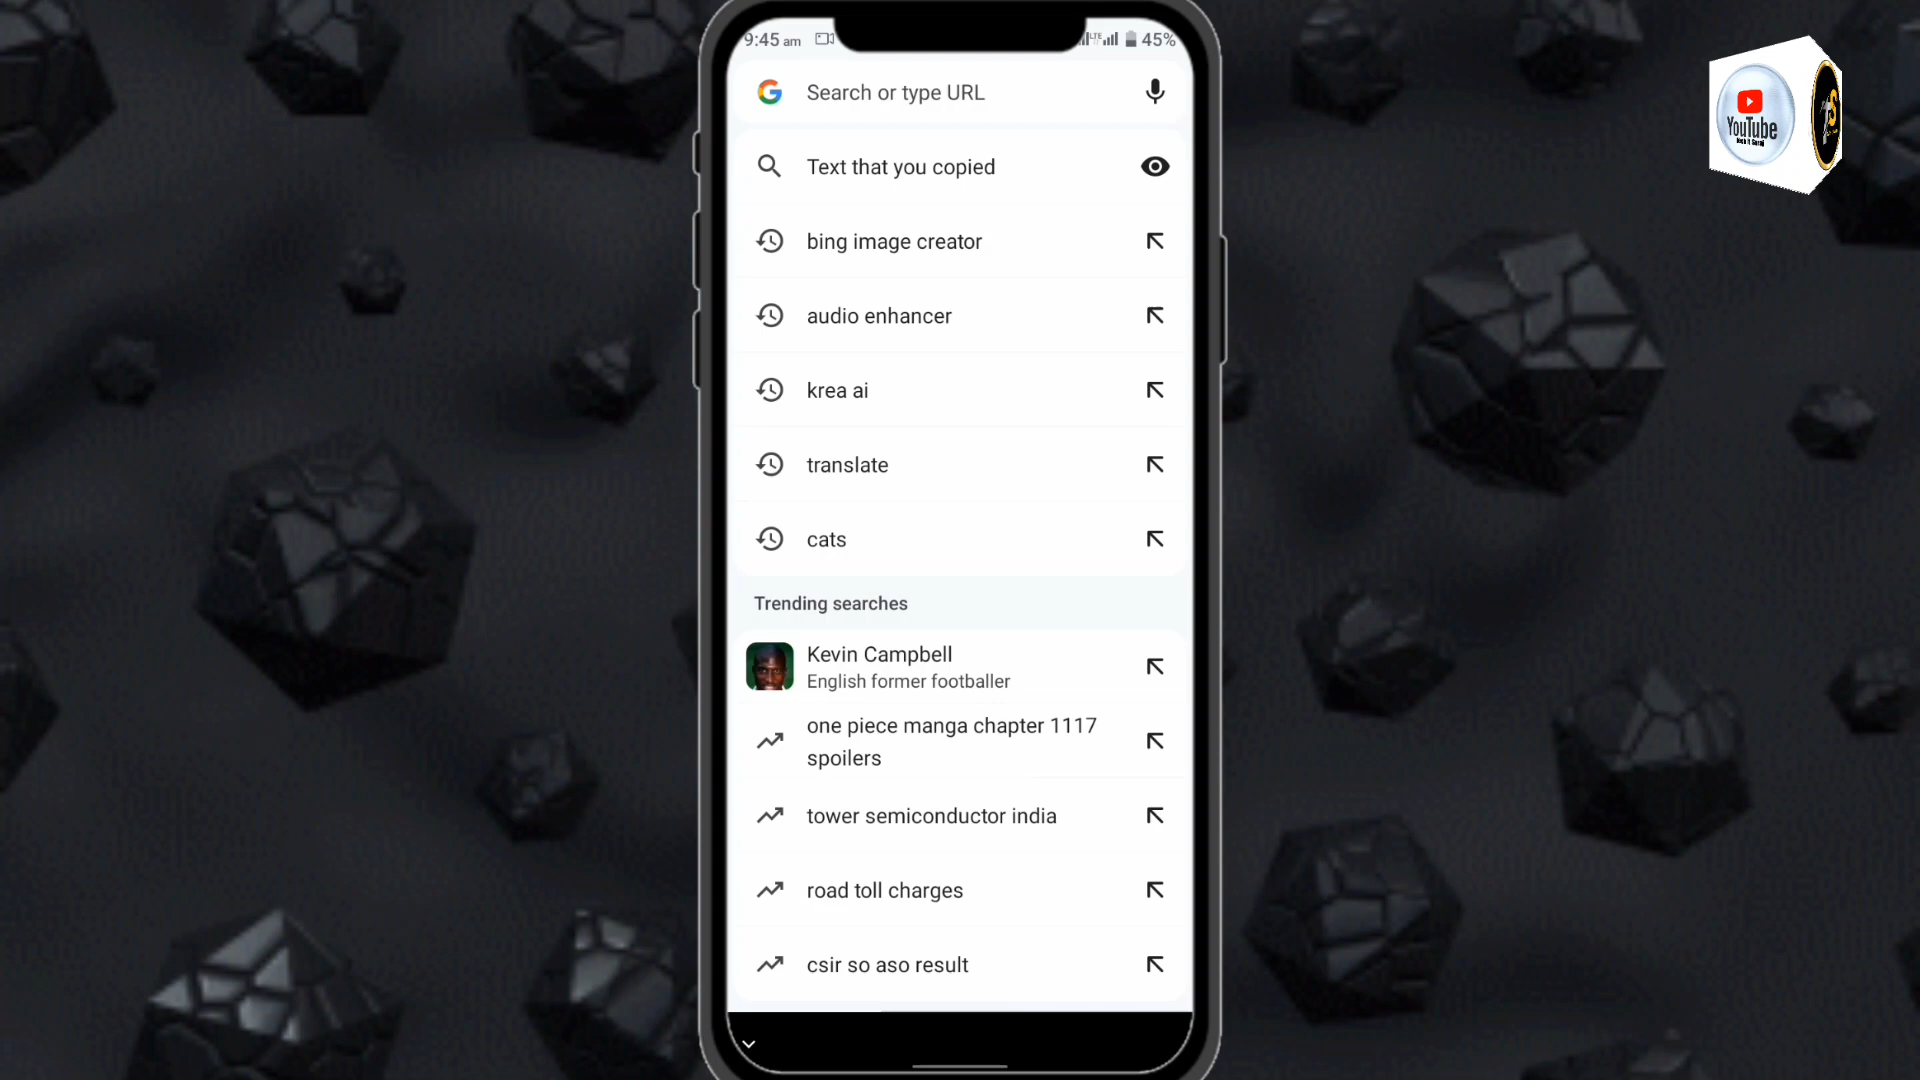 9:45 am
LTE
45%
Search or type URL
Text that you copied
bing image creator
audio enhancer
krea ai
translate
cats
Trending searches
Kevin Campbell
English former footballer
one piece manga chapter 1117
spoilers
tower semiconductor india
road toll charges
csir so aso result
YouTube